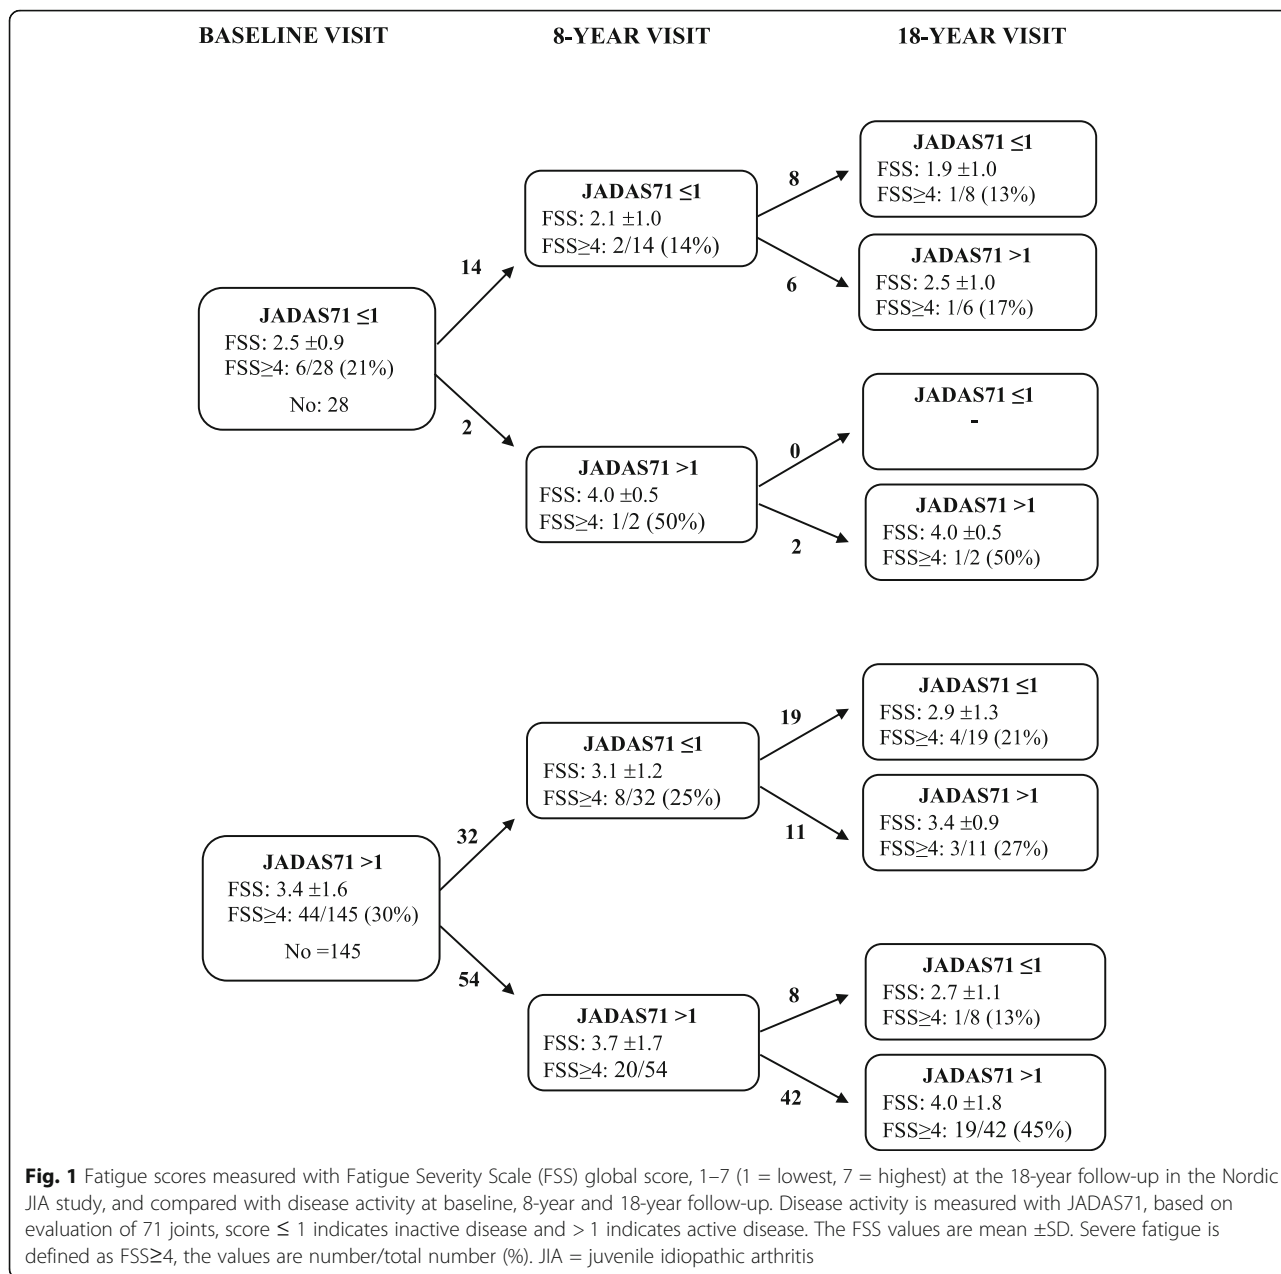 BASELINE VISIT
8-YEAR VISIT
18-YEAR VISIT
JADAS71 ≤1
FSS: 2.5 ±0.9
FSS≥4: 6/28 (21%)
No: 28
14
2
JADAS71 ≤1
FSS: 2.1 ±1.0
FSS≥4: 2/14 (14%)
8
6
JADAS71 ≤1
FSS: 1.9 ±1.0
FSS≥4: 1/8 (13%)
JADAS71 >1
FSS: 2.5 ±1.0
FSS≥4: 1/6 (17%)
JADAS71 >1
FSS: 4.0 ±0.5
FSS≥4: 1/2 (50%)
0
2
JADAS71 ≤1
-
JADAS71 >1
FSS: 4.0 ±0.5
FSS≥4: 1/2 (50%)
JADAS71 >1
FSS: 3.4 ±1.6
FSS≥4: 44/145 (30%)
No =145
32
54
JADAS71 ≤1
FSS: 3.1 ±1.2
FSS≥4: 8/32 (25%)
19
11
JADAS71 ≤1
FSS: 2.9 ±1.3
FSS≥4: 4/19 (21%)
JADAS71 >1
FSS: 3.4 ±0.9
FSS≥4: 3/11 (27%)
JADAS71 >1
FSS: 3.7 ±1.7
FSS≥4: 20/54
8
42
JADAS71 ≤1
FSS: 2.7 ±1.1
FSS≥4: 1/8 (13%)
JADAS71 >1
FSS: 4.0 ±1.8
FSS≥4: 19/42 (45%)
Fig. 1 Fatigue scores measured with Fatigue Severity Scale (FSS) global score, 1–7 (1 = lowest, 7 = highest) at the 18-year follow-up in the Nordic
JIA study, and compared with disease activity at baseline, 8-year and 18-year follow-up. Disease activity is measured with JADAS71, based on
evaluation of 71 joints, score ≤ 1 indicates inactive disease and > 1 indicates active disease. The FSS values are mean ±SD. Severe fatigue is
defined as FSS≥4, the values are number/total number (%). JIA = juvenile idiopathic arthritis